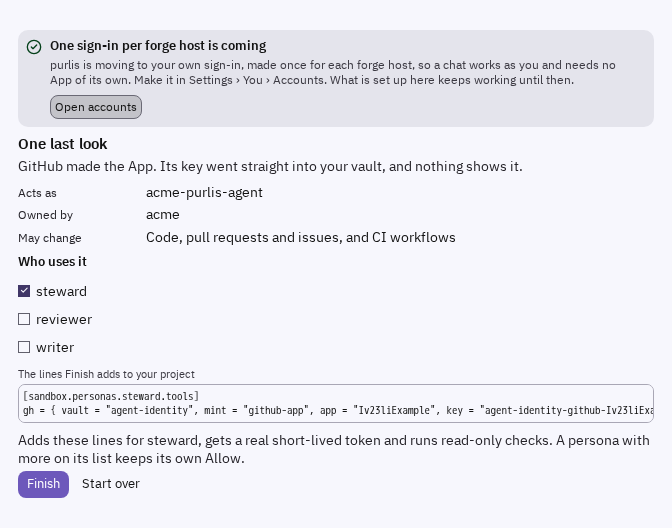 One sign-in per forge host is coming
purlis is moving to your own sign-in, made once for each forge host, so a chat works as you and needs no
App of its own. Make it in Settings › You › Accounts. What is set up here keeps working until then.
Open accounts
One last look
GitHub made the App. Its key went straight into your vault, and nothing shows it.
Acts as acme-purlis-agent
Owned by acme
May change Code, pull requests and issues, and CI workflows
Who uses it
steward
reviewer
writer
The lines Finish adds to your project
[sandbox.personas.steward.tools]
gh = { vault = "agent-identity", mint = "github-app", app = "Iv23liExample", key = "agent-identity-github-Iv23liExa
Adds these lines for steward, gets a real short-lived token and runs read-only checks. A persona with
more on its list keeps its own Allow.
Finish Start over